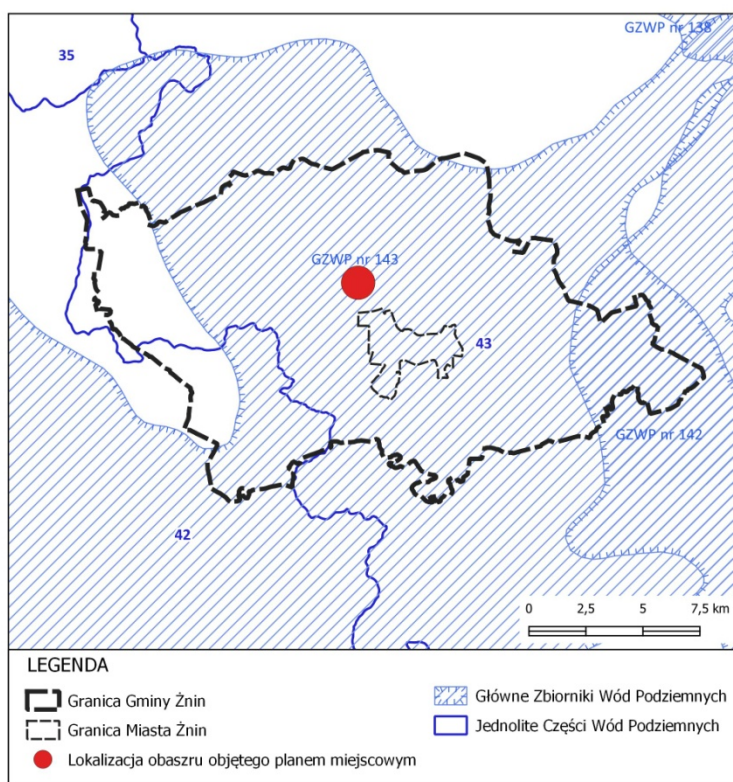 35
GZWP nr 138
GZWP nr 143
43
GZWP nr 142
42
0 2,5 5 7,5 km
LEGENDA
Granica Gminy Żnin
Granica Miasta Żnin
Lokalizacja obaszru objętego planem miejscowym
Główne Zbiorniki Wód Podziemnych
Jednolite Części Wód Podziemnych